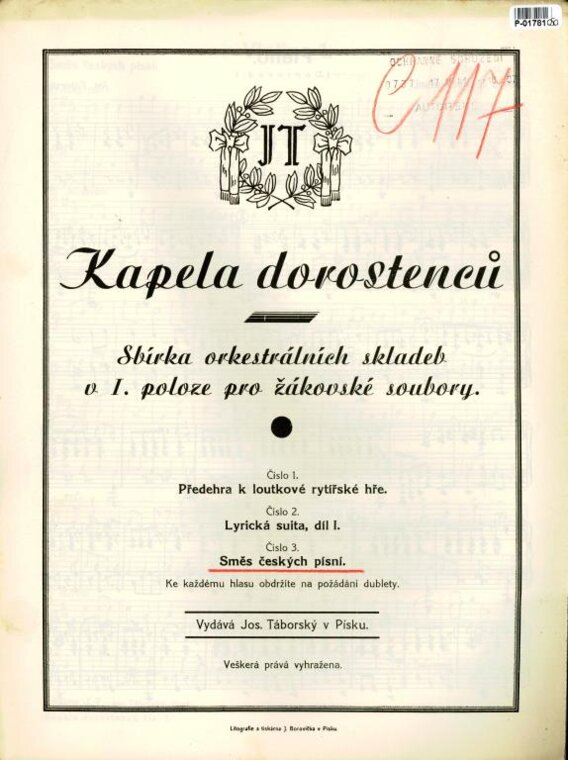 P-01781
C 117
JT
Kapela dorostenců
Sbírka orkestrálních skladeb
v I. poloze pro žákovské soubory.
Číslo 1.
Předehra k loutkové rytířské hře.
Číslo 2.
Lyrická suita, díl I.
Číslo 3.
Směs českých písní.
Ke každému hlasu obdržíte na požádání dublety.
Vydává Jos. Táborský v Písku.
Veškerá práva vyhražena.
Litografie a tiskárna J. Borovička v Písku